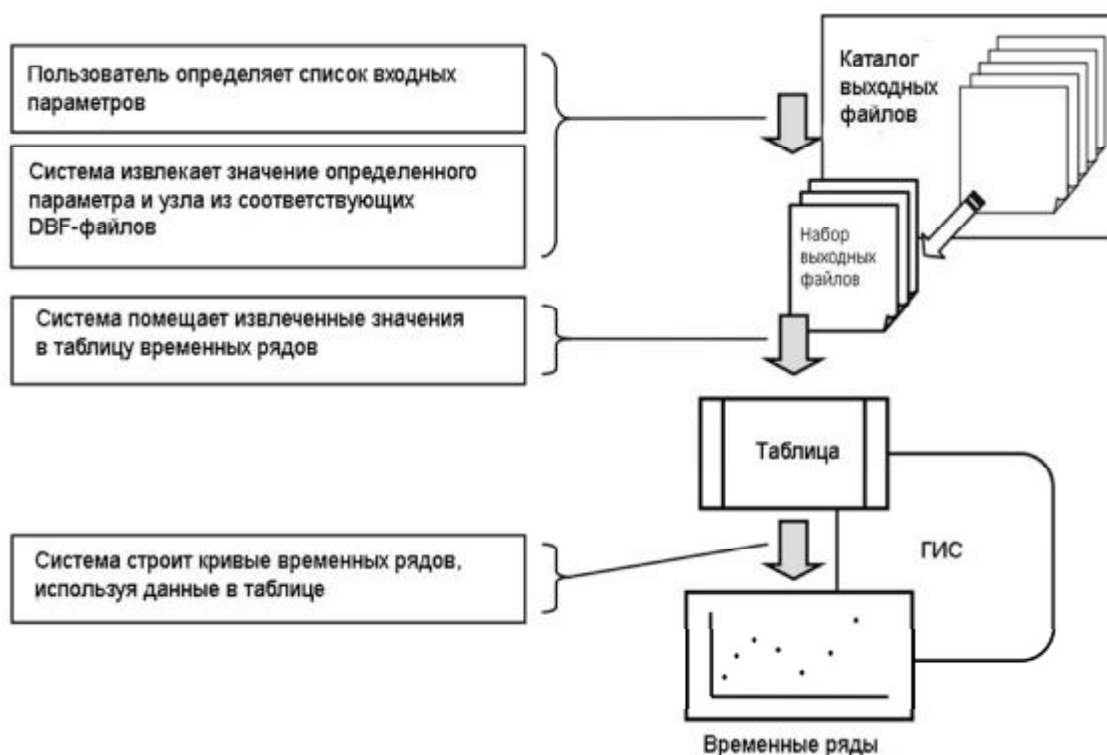 Пользователь определяет список входных
параметров
Система извлекает значение определенного
параметра и узла из соответствующих
DBF-файлов
Система помещает извлеченные значения
в таблицу временных рядов
Система строит кривые временных рядов,
используя данные в таблице
Каталог
выходных
файлов
Набор
выходных
файлов
Таблица
ГИС
Временные ряды